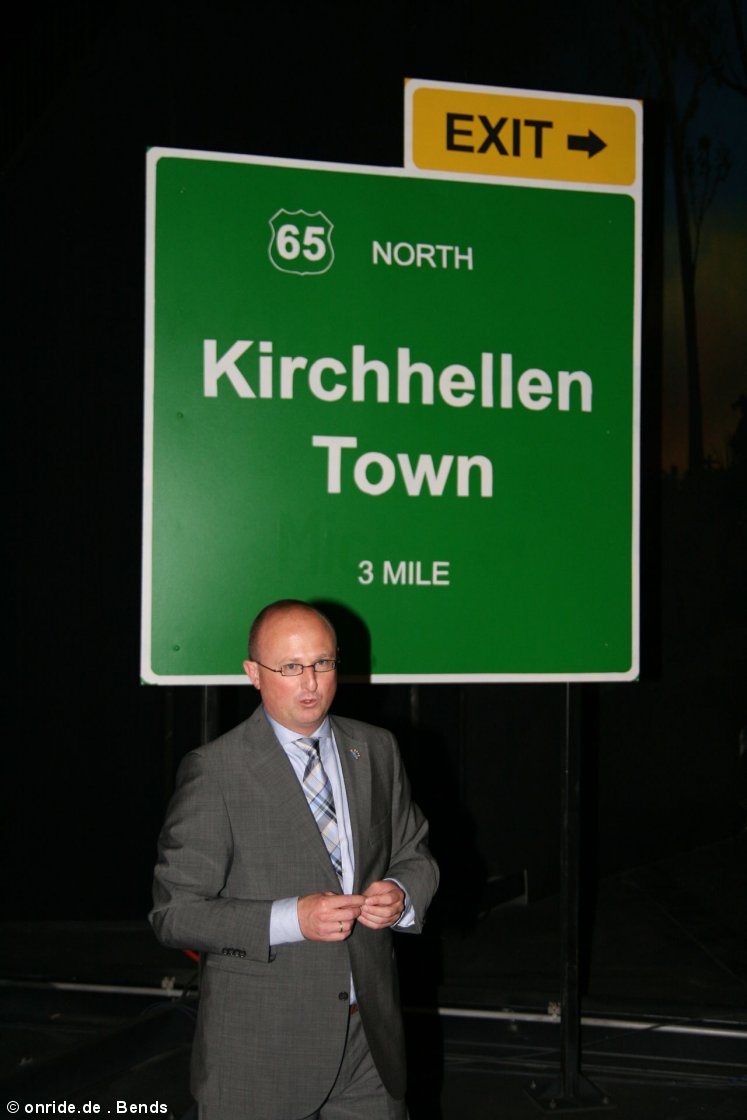 EXIT →
65 NORTH
Kirchhellen
Town
3 MILE
© onride.de . Bends